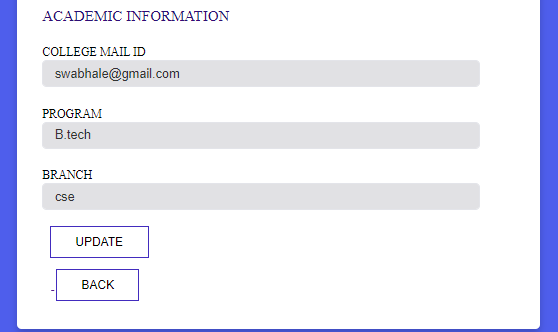 ACADEMIC INFORMATION
COLLEGE MAIL ID
swabhale@gmail.com
PROGRAM
B.tech
BRANCH
cse
UPDATE
BACK